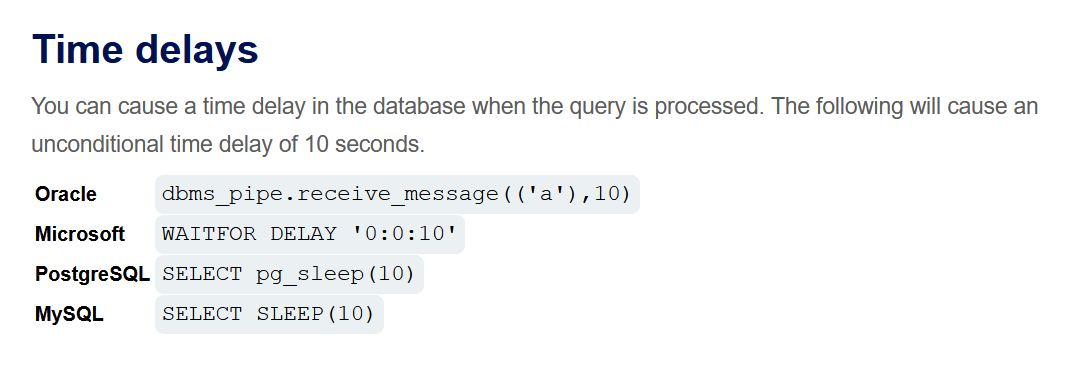 Time delays
You can cause a time delay in the database when the query is processed. The following will cause an
unconditional time delay of 10 seconds.
Oracle dbms_pipe.receive_message(('a'),10)
Microsoft WAITFOR DELAY '0:0:10'
PostgreSQL SELECT pg_sleep(10)
MySQL SELECT SLEEP(10)